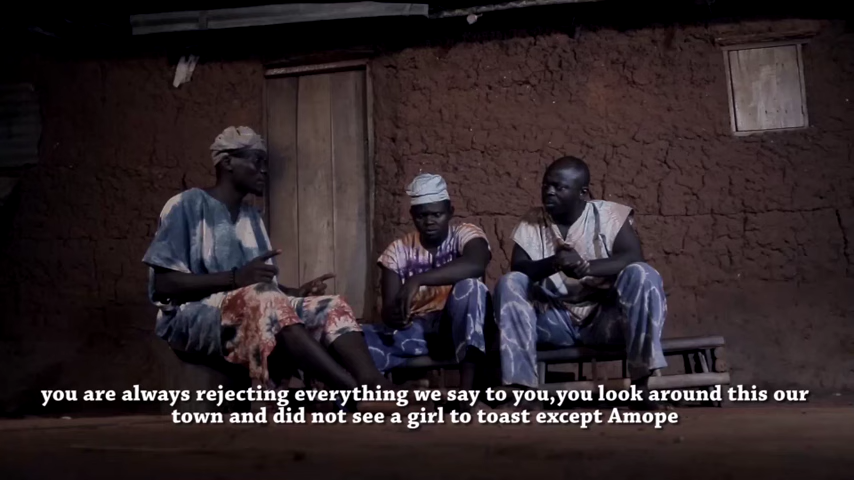 you are always rejecting everything we say to you,you look around this our
town and did not see a girl to toast except Amope